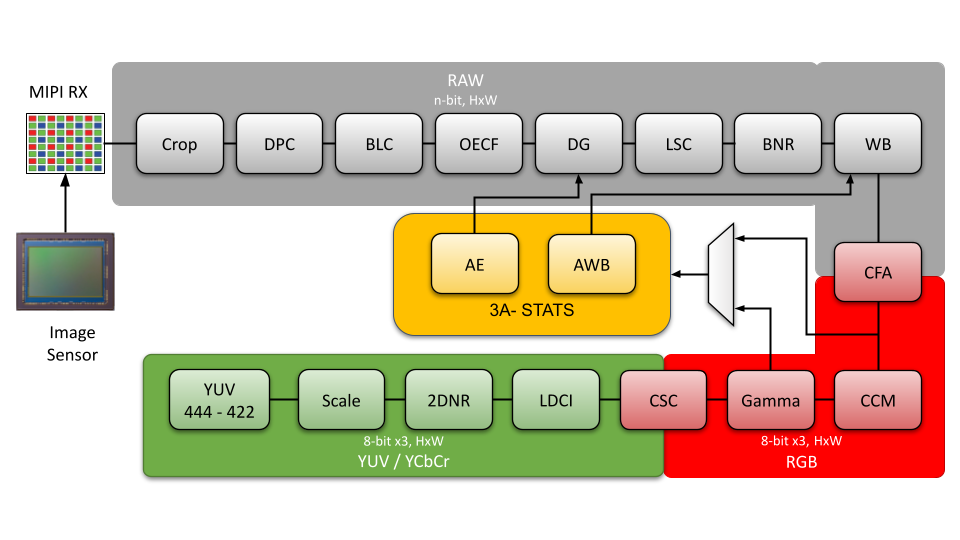 RAW
n-bit, HxW
MIPI RX
Crop
DPC
BLC
OECF
DG
LSC
BNR
WB
AE
AWB
3A- STATS
CFA
Image
Sensor
YUV
444 - 422
Scale
2DNR
LDCI
CSC
Gamma
CCM
8-bit x3, HxW
YUV / YCbCr
8-bit x3, HxW
RGB